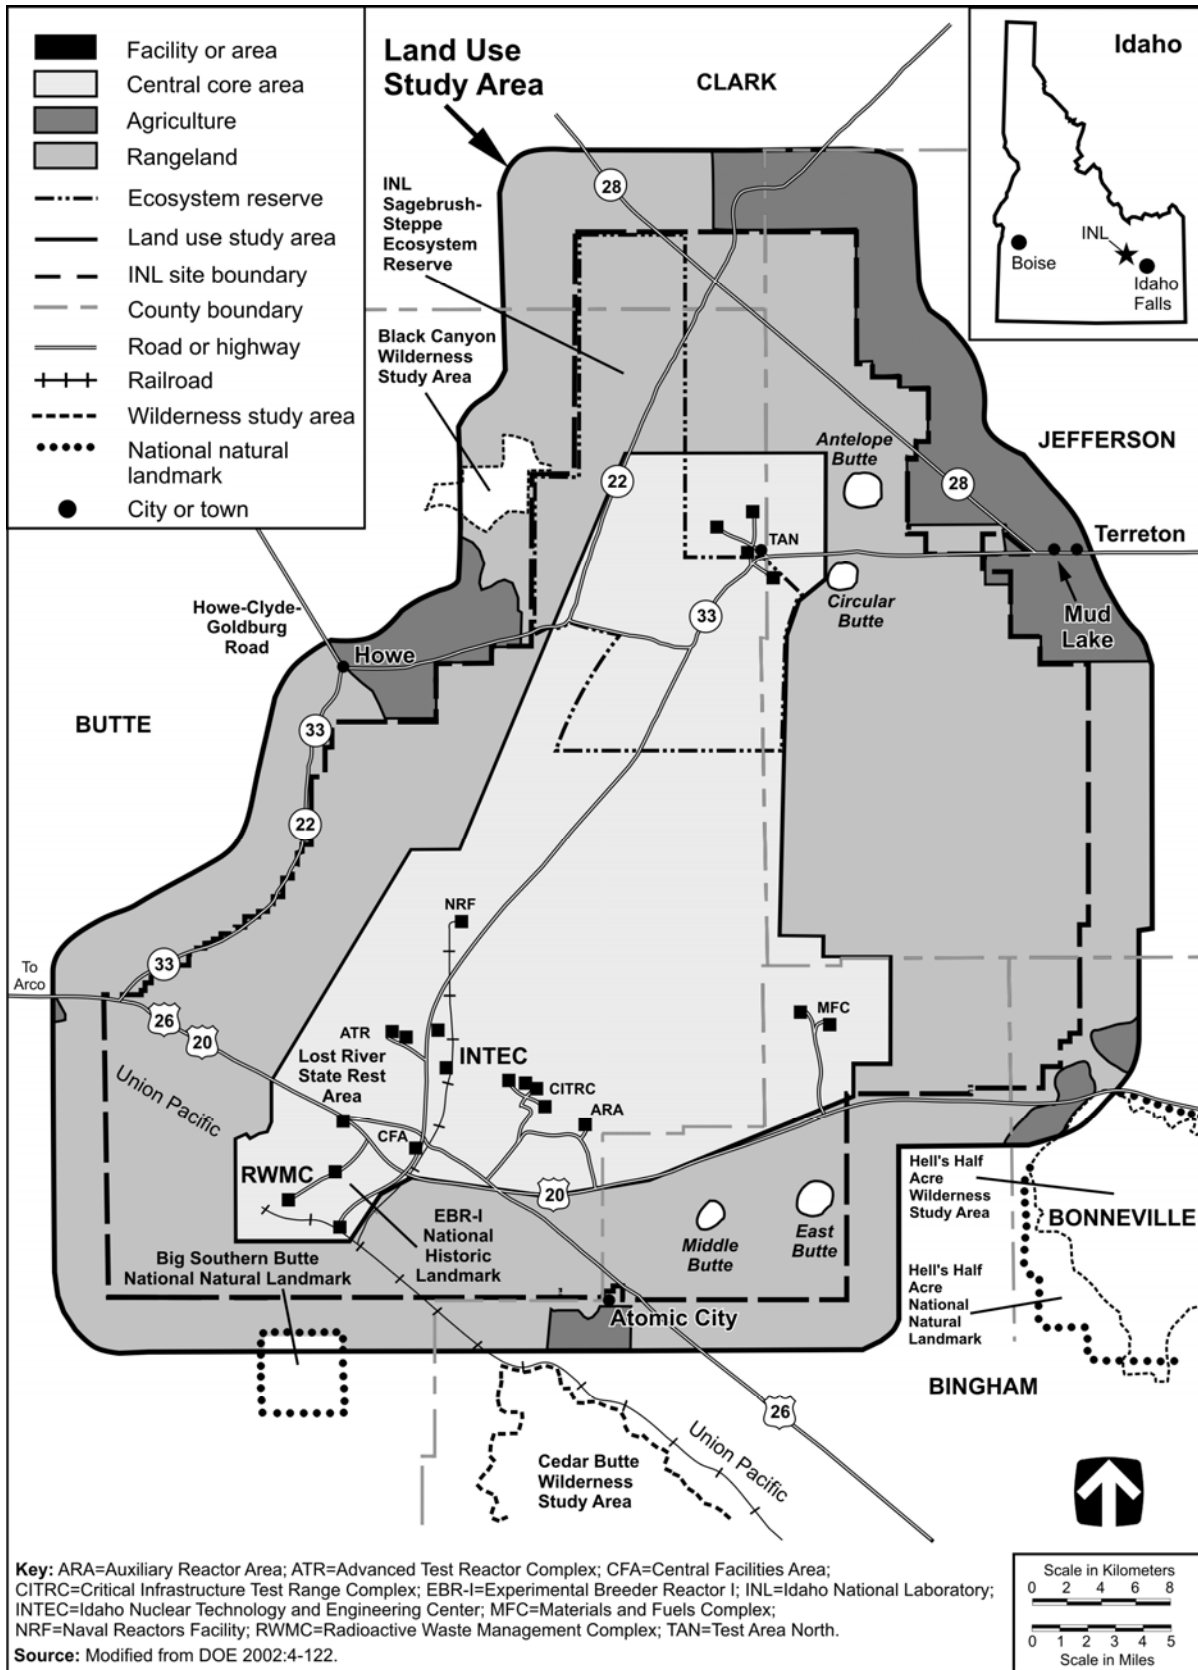 Facility or area
Central core area
Agriculture
Rangeland
Ecosystem reserve
Land use study area
INL site boundary
County boundary
Road or highway
Railroad
Wilderness study area
National natural
landmark
City or town
Land Use
Study Area
CLARK
Idaho
INL
Boise
Idaho
Falls
28
INL
Sagebrush-
Steppe
Ecosystem
Reserve
Black Canyon
Wilderness
Study Area
Antelope
Butte
JEFFERSON
22
28
TAN
Terreton
Circular
Butte
Mud
Lake
Howe-Clyde-
Goldburg
Road
33
Howe
BUTTE
33
22
NRF
33
To
Arco
26
20
MFC
ATR
Lost River
State Rest
Area
INTEC
Union Pacific
CITRC
ARA
CFA
RWMC
20
EBR-I
National
Historic
Landmark
Middle
Butte
East
Butte
Hell's Half
Acre
Wilderness
Study Area
BONNEVILLE
Big Southern Butte
National Natural Landmark
Hell's Half
Acre
National
Natural
Landmark
Atomic City
BINGHAM
26
Union Pacific
Cedar Butte
Wilderness
Study Area
Key: ARA=Auxiliary Reactor Area; ATR=Advanced Test Reactor Complex; CFA=Central Facilities Area;
CITRC=Critical Infrastructure Test Range Complex; EBR-I=Experimental Breeder Reactor I; INL=Idaho National Laboratory;
INTEC=Idaho Nuclear Technology and Engineering Center; MFC=Materials and Fuels Complex;
NRF=Naval Reactors Facility; RWMC=Radioactive Waste Management Complex; TAN=Test Area North.
Source: Modified from DOE 2002:4-122.
Scale in Kilometers
0 2 4 6 8
0 1 2 3 4 5
Scale in Miles